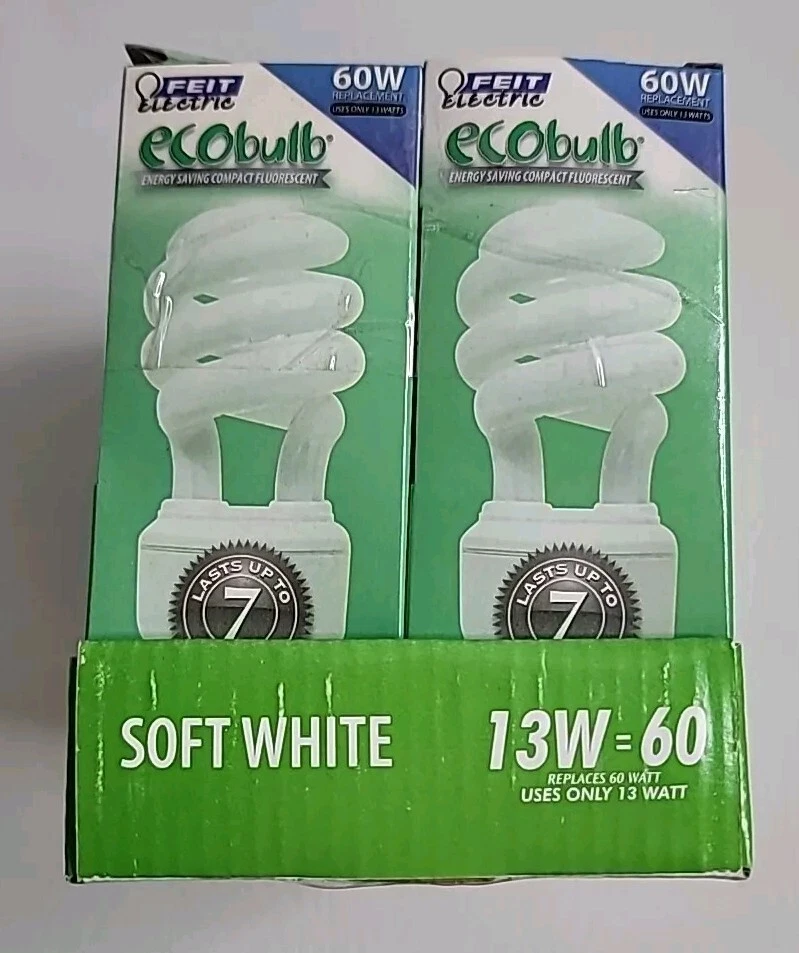 FEIT
ELECTRIC
60W
REPLACEMENT
USES ONLY 13 WATTS
ecobulb®
ENERGY SAVING COMPACT FLUORESCENT
LASTS UP TO
7
FEIT
ELECTRIC
60W
REPLACEMENT
USES ONLY 13 WATTS
ecobulb®
ENERGY SAVING COMPACT FLUORESCENT
LASTS UP TO
7
SOFT WHITE
13W = 60
REPLACES 60 WATT
USES ONLY 13 WATT